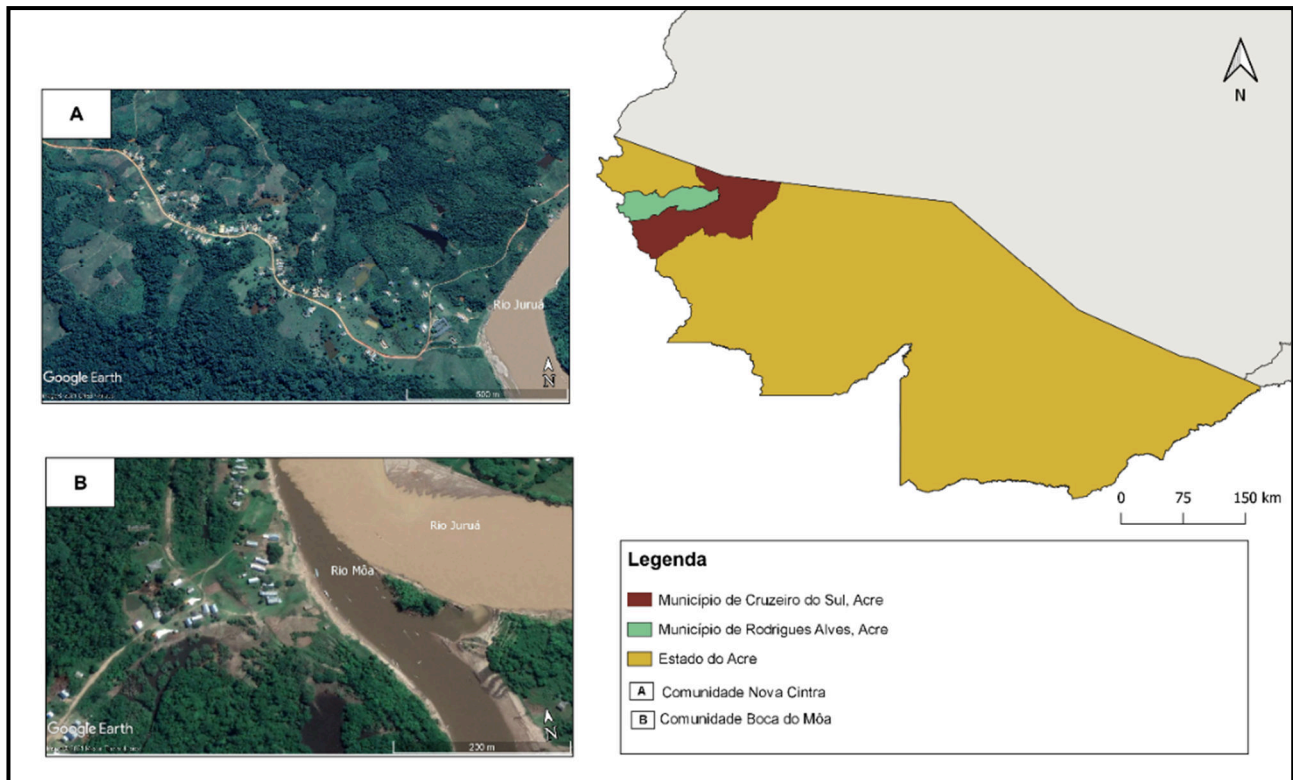 A
Rio Juruá
Google Earth
N
500 m
B
Rio Juruá
Rio Môa
Google Earth
N
200 m
N
0 75 150 km
Legenda
Município de Cruzeiro do Sul, Acre
Município de Rodrigues Alves, Acre
Estado do Acre
A Comunidade Nova Cintra
B Comunidade Boca do Môa